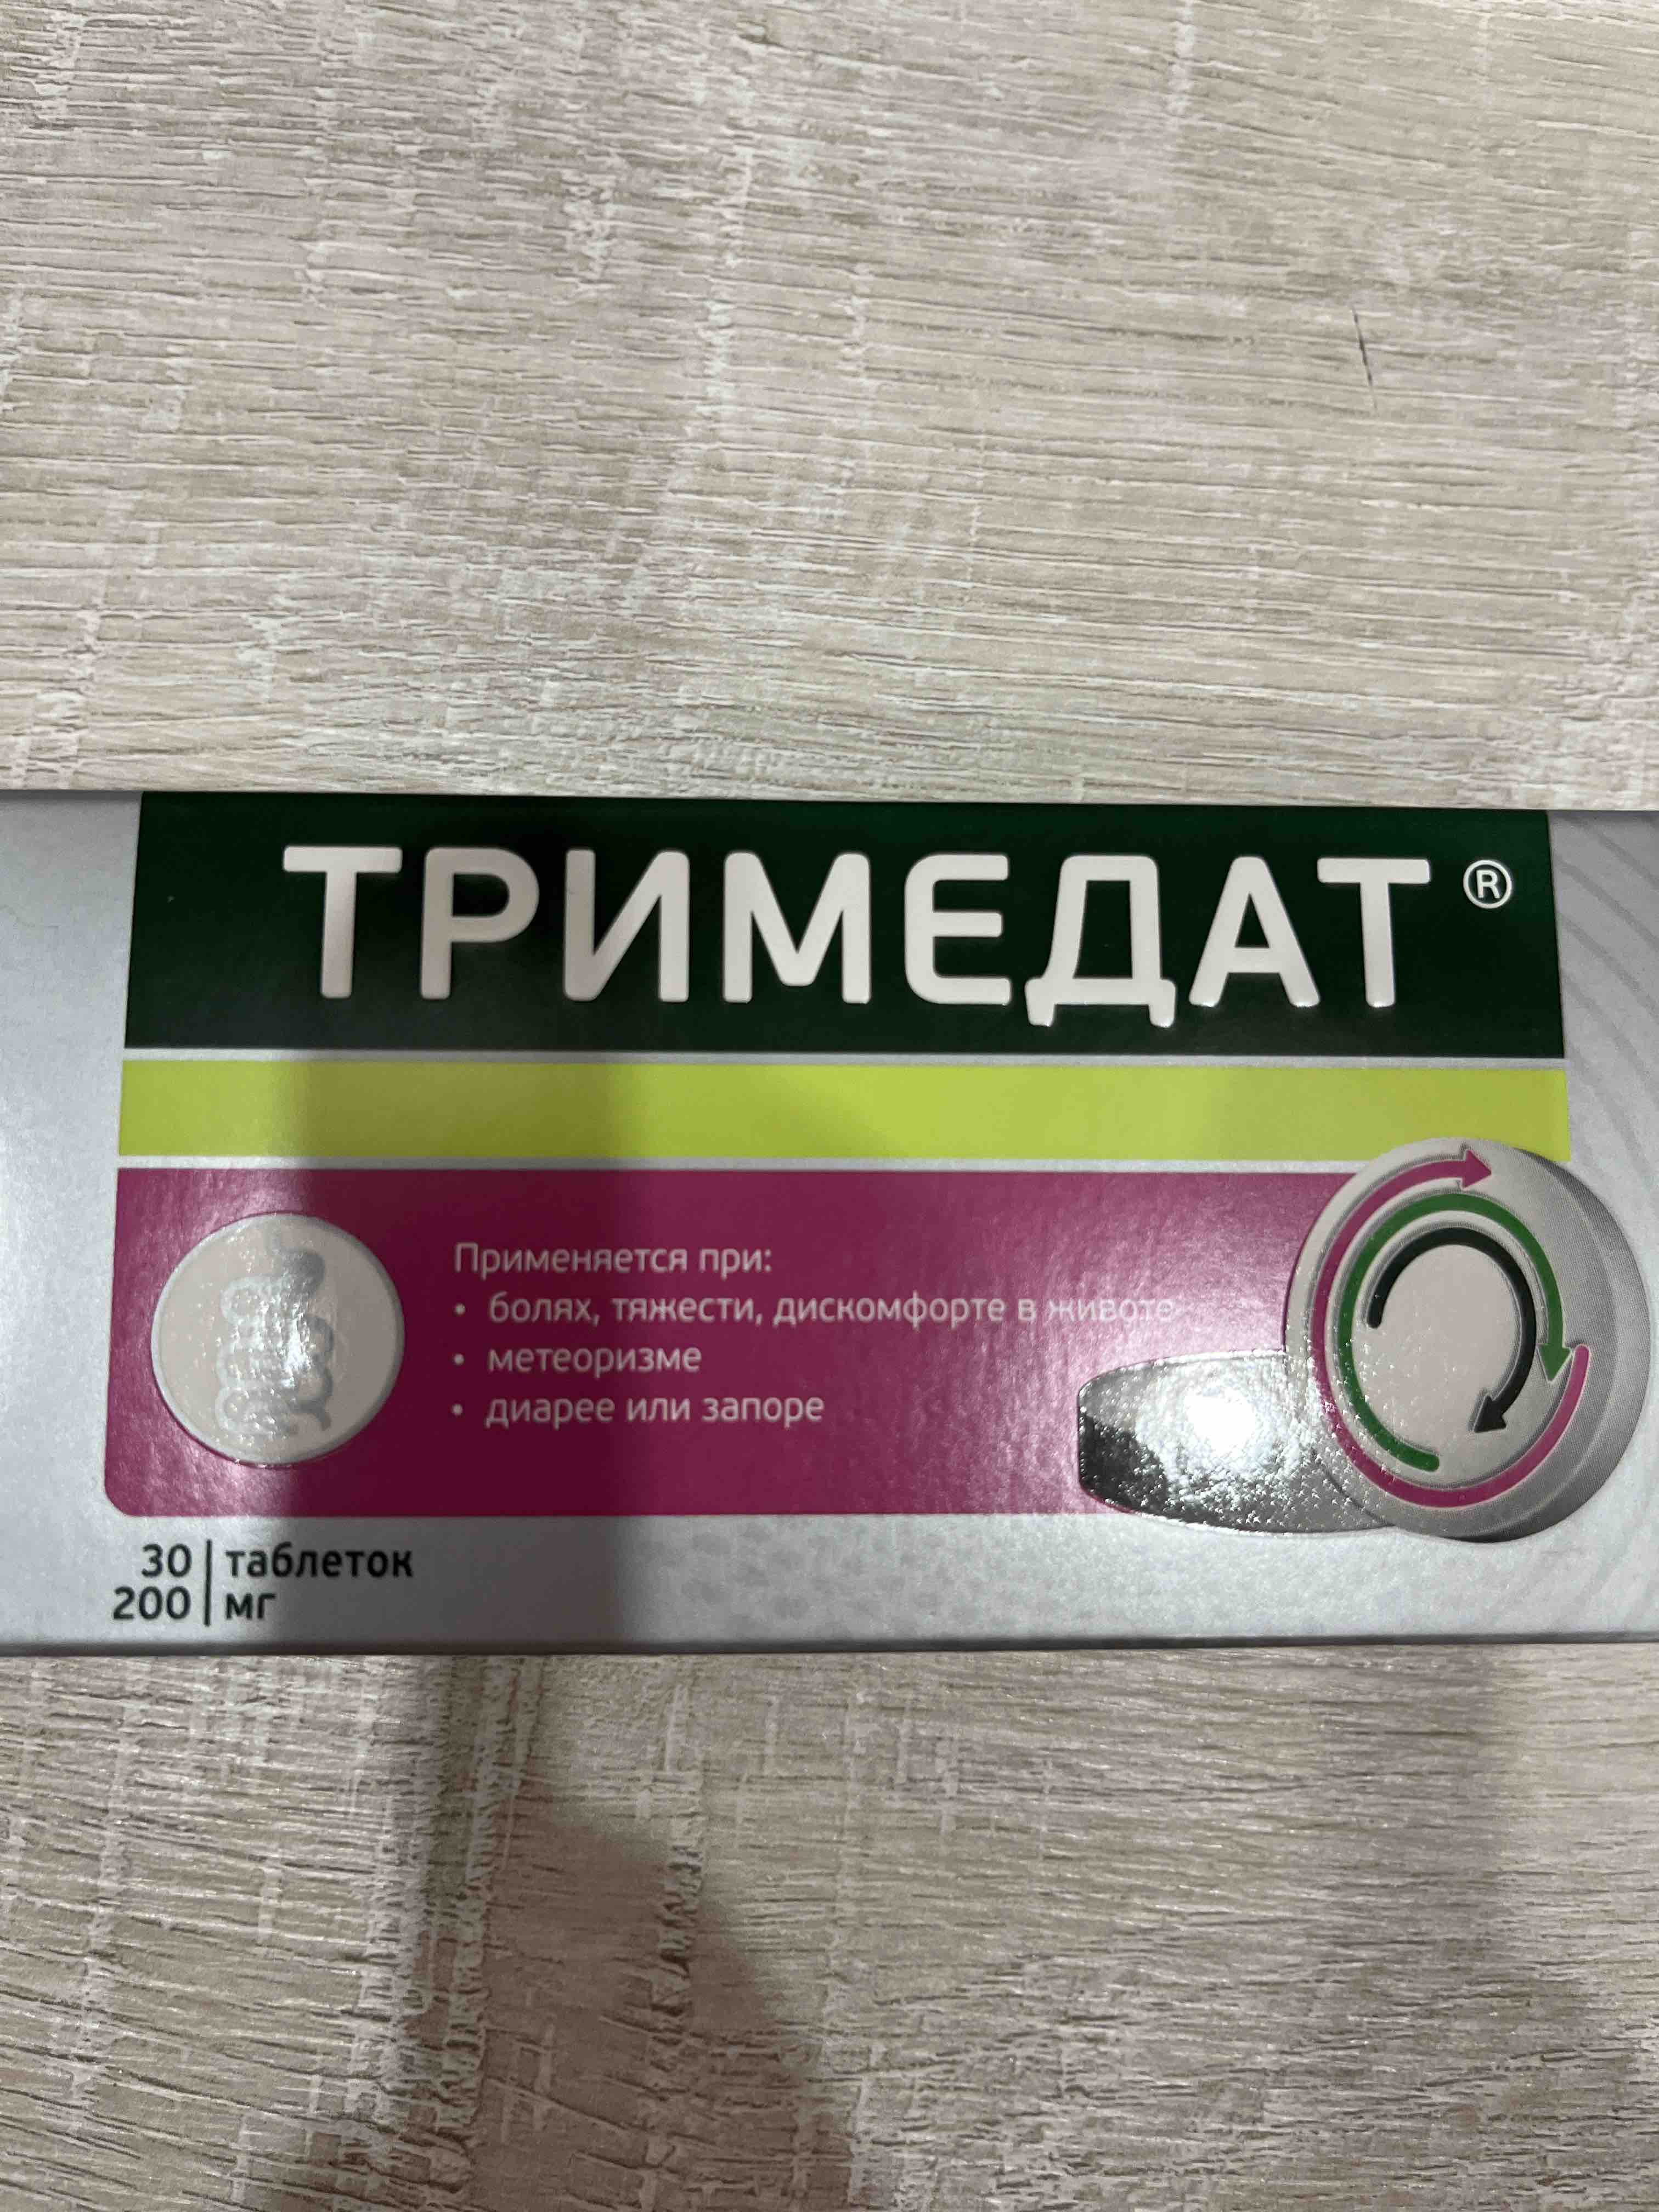 ТРИМЕДАТ®
Применяется при:
• болях, тяжести, дискомфорте в животе
• метеоризме
• диарее или запоре
30 | таблеток
200 | мг